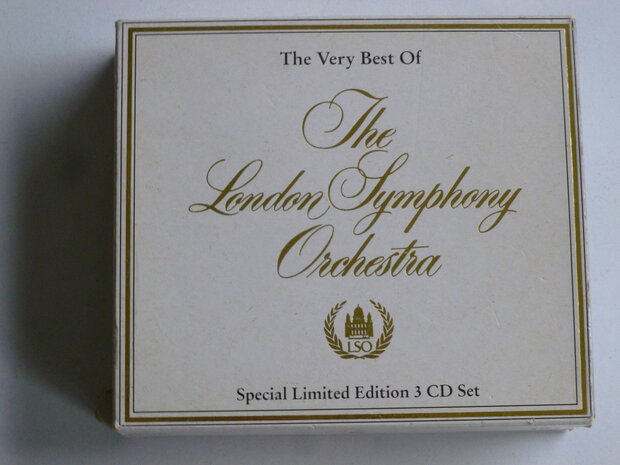 The Very Best Of
The
London Symphony
Orchestra
LSO
Special Limited Edition 3 CD Set